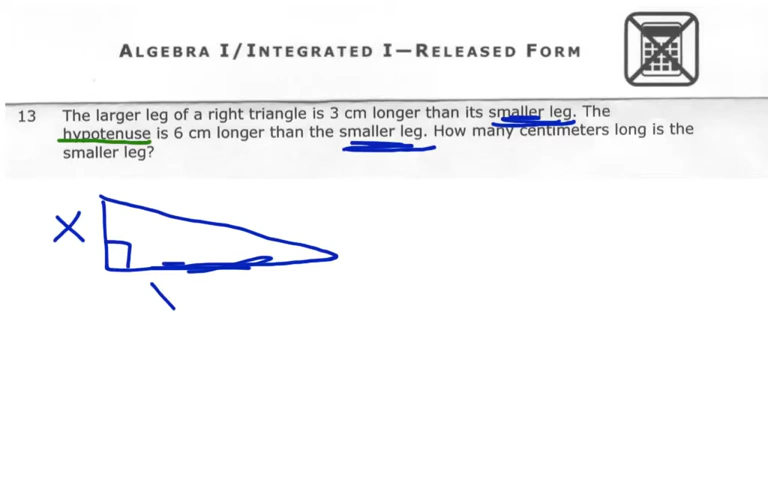 ALGEBRA I/INTEGRATED I—RELEASED FORM
13 The larger leg of a right triangle is 3 cm longer than its smaller leg. The
hypotenuse is 6 cm longer than the smaller leg. How many centimeters long is the
smaller leg?
X